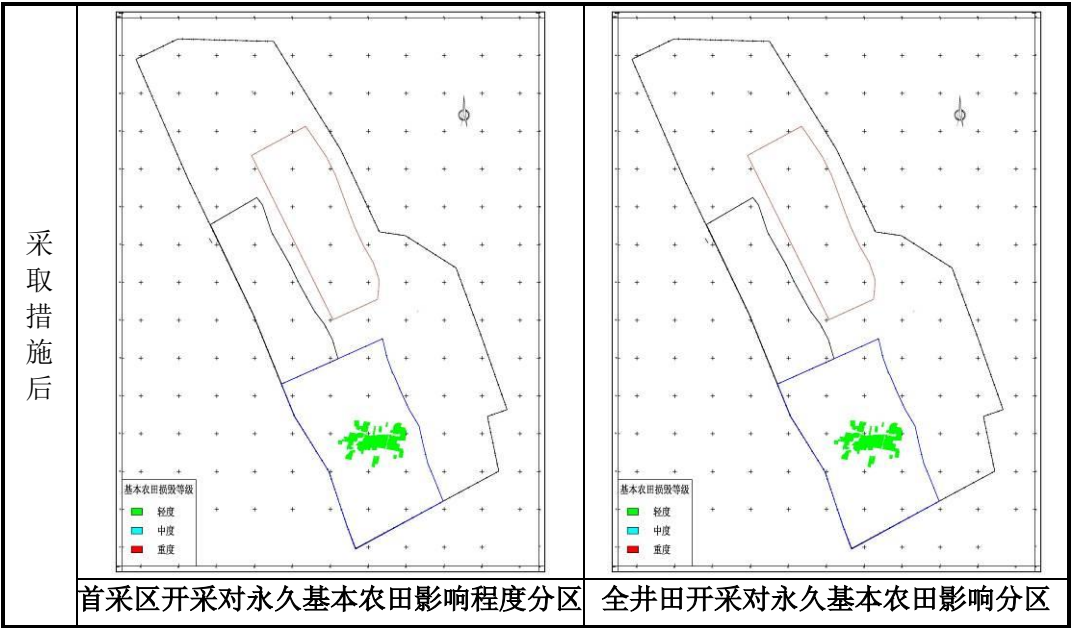 采
取
措
施
后
基本农田损毁等级
轻度
中度
重度
首采区开采对永久基本农田影响程度分区
基本农田损毁等级
轻度
中度
重度
全井田开采对永久基本农田影响分区